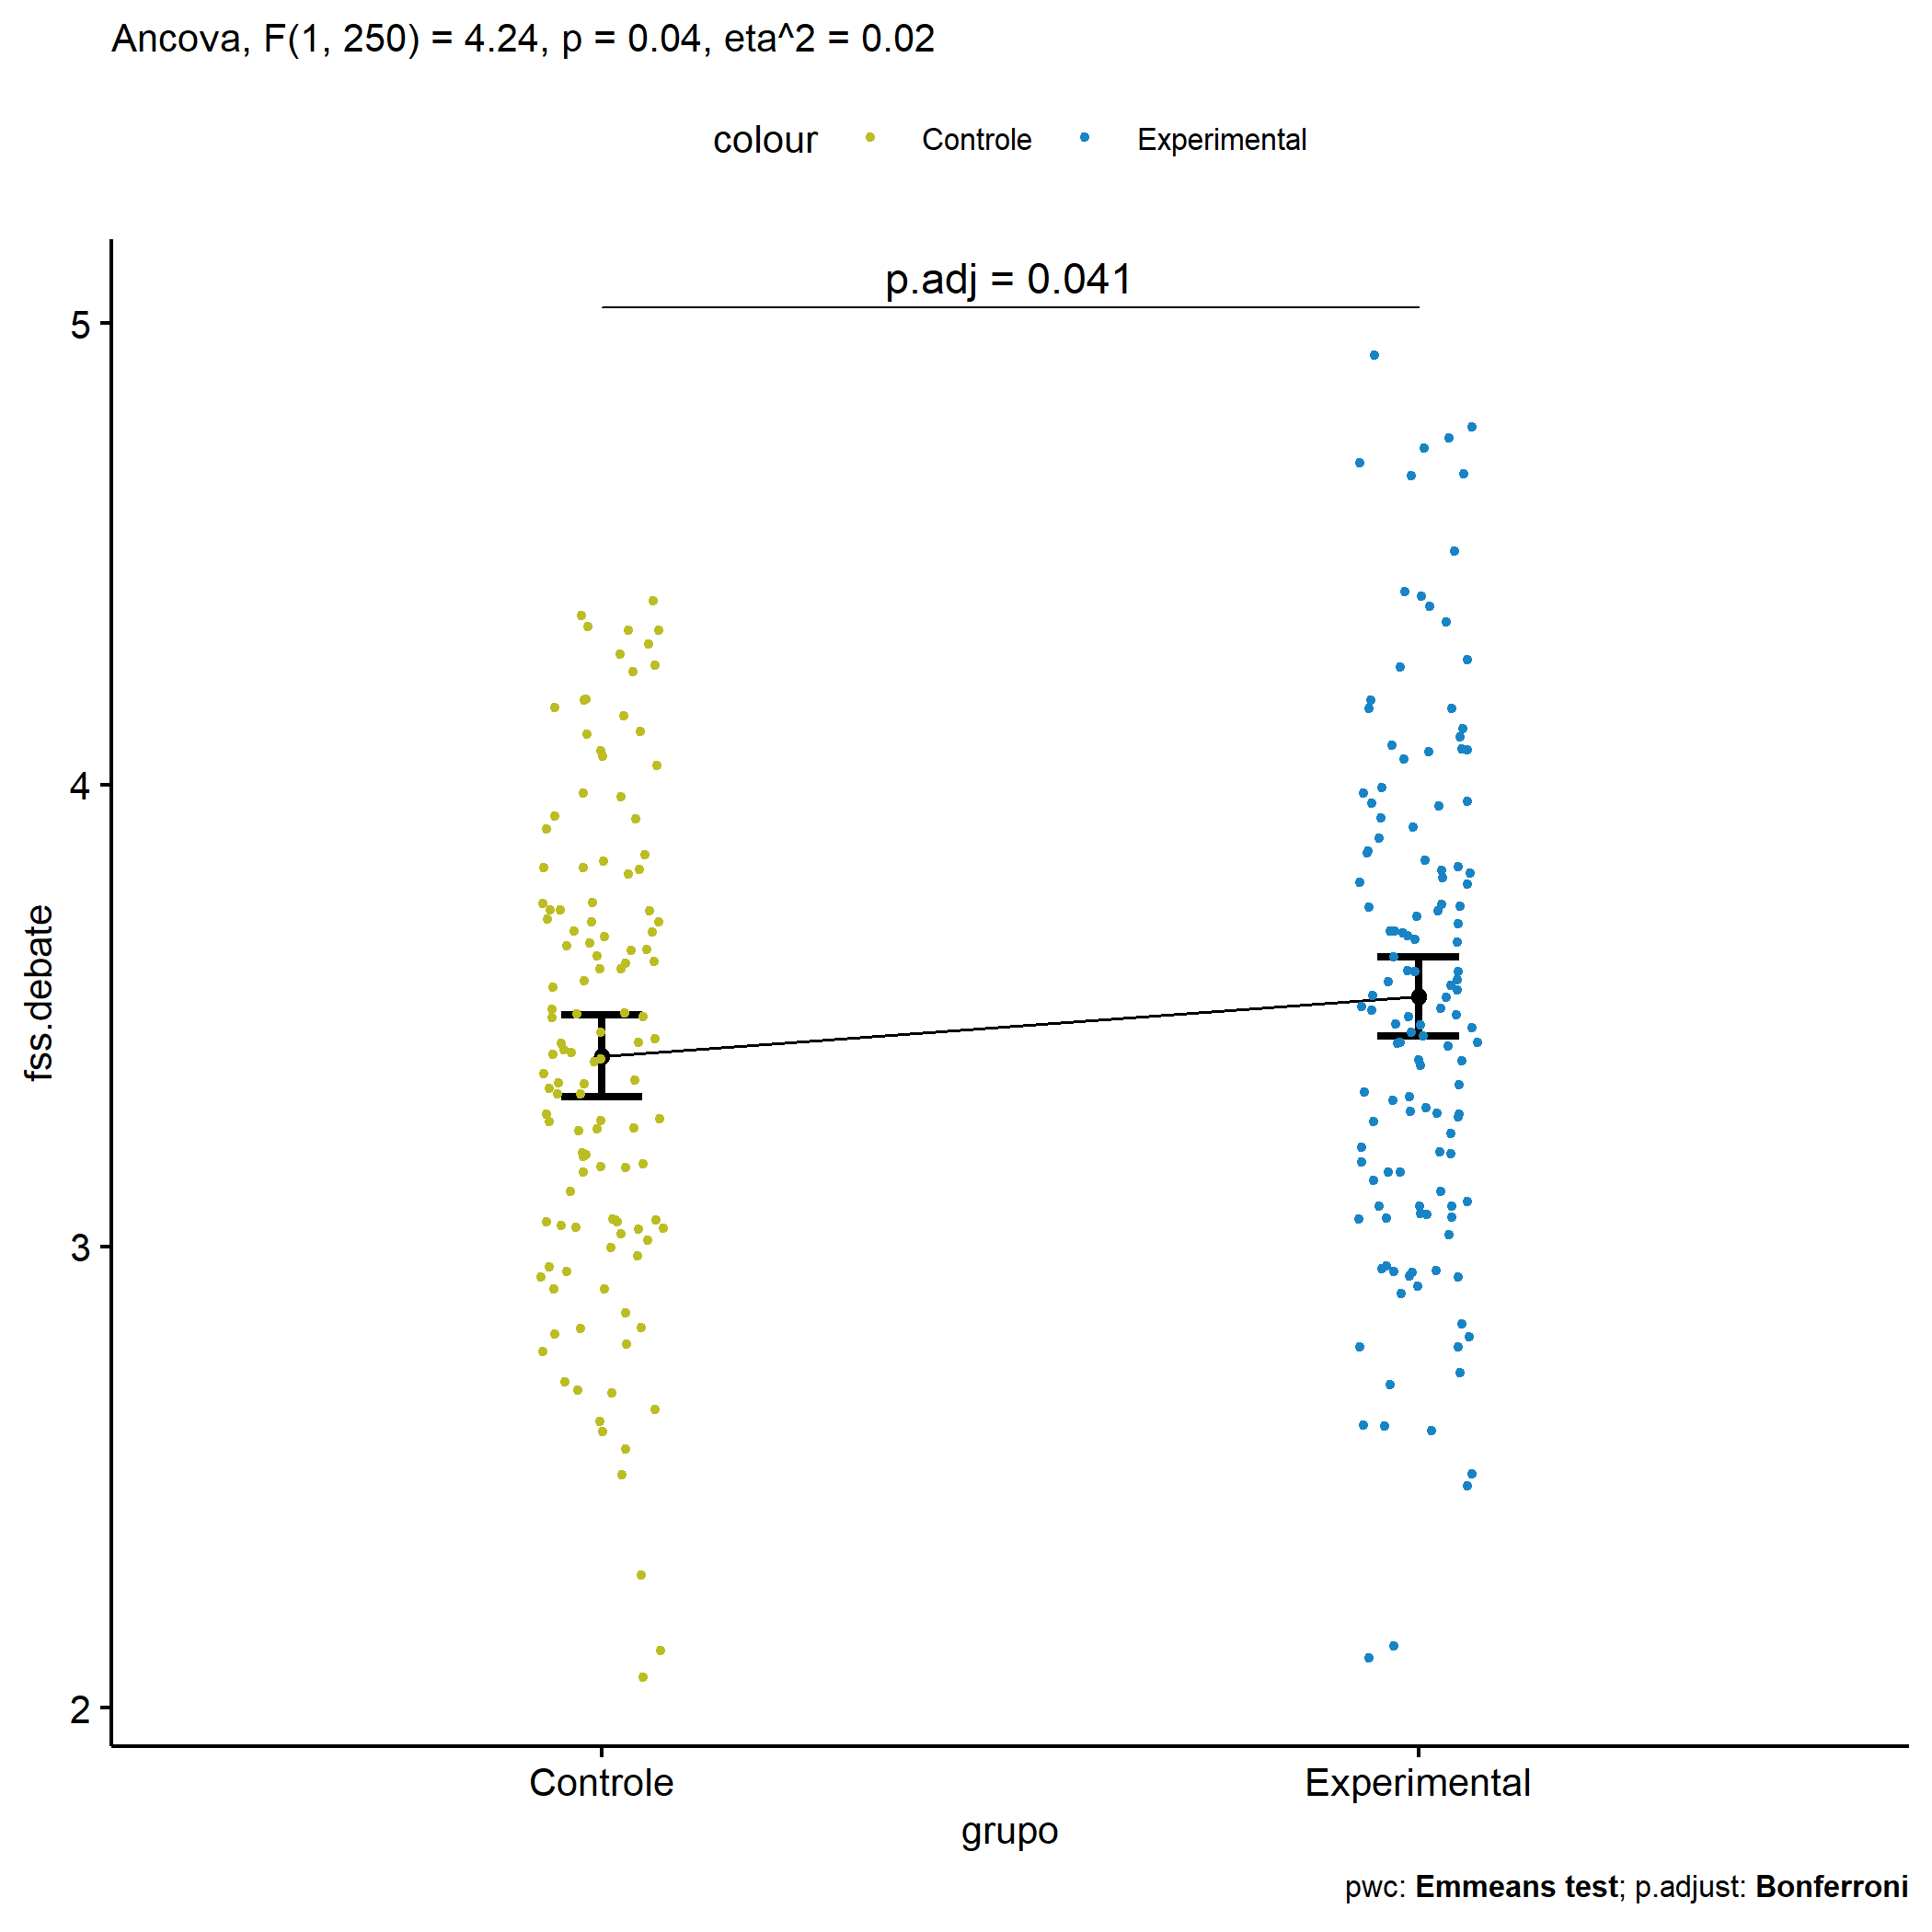 Ancova, F(1, 250) = 4.24, p = 0.04, eta^2 = 0.02
colour Controle Experimental
p.adj = 0.041
5
4
3
2
fss.debate
Controle Experimental
grupo
pwc: Emmeans test; p.adjust: Bonferroni